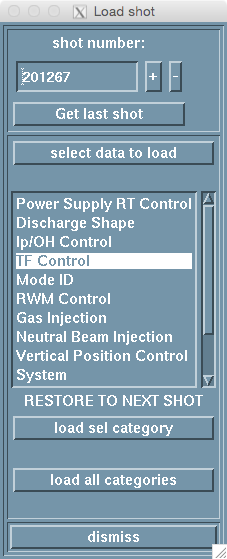 Load shot
shot number:
201267
+ -
Get last shot
select data to load
Power Supply RT Control
Discharge Shape
Ip/OH Control
TF Control
Mode ID
RWM Control
Gas Injection
Neutral Beam Injection
Vertical Position Control
System
RESTORE TO NEXT SHOT
load sel category
load all categories
dismiss